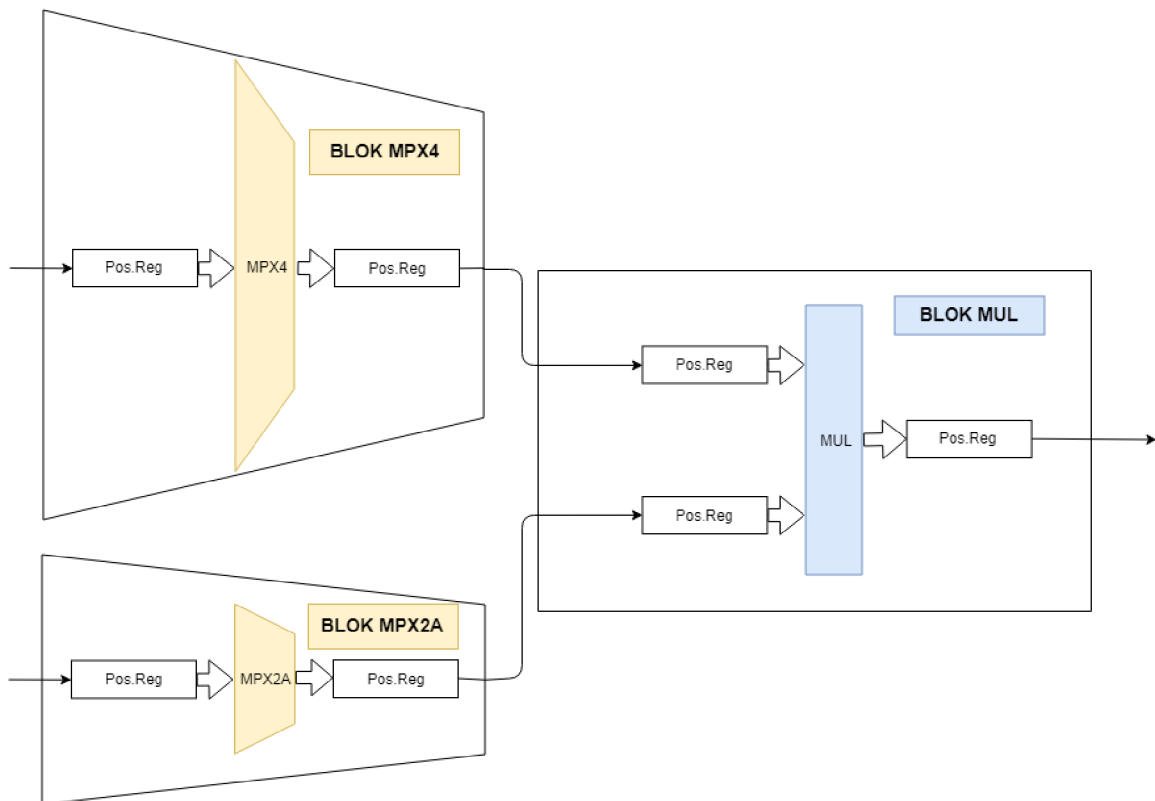 BLOK MPX4
Pos.Reg
MPX4
Pos.Reg
BLOK MUL
Pos.Reg
MUL
Pos.Reg
Pos.Reg
BLOK MPX2A
Pos.Reg
MPX2A
Pos.Reg